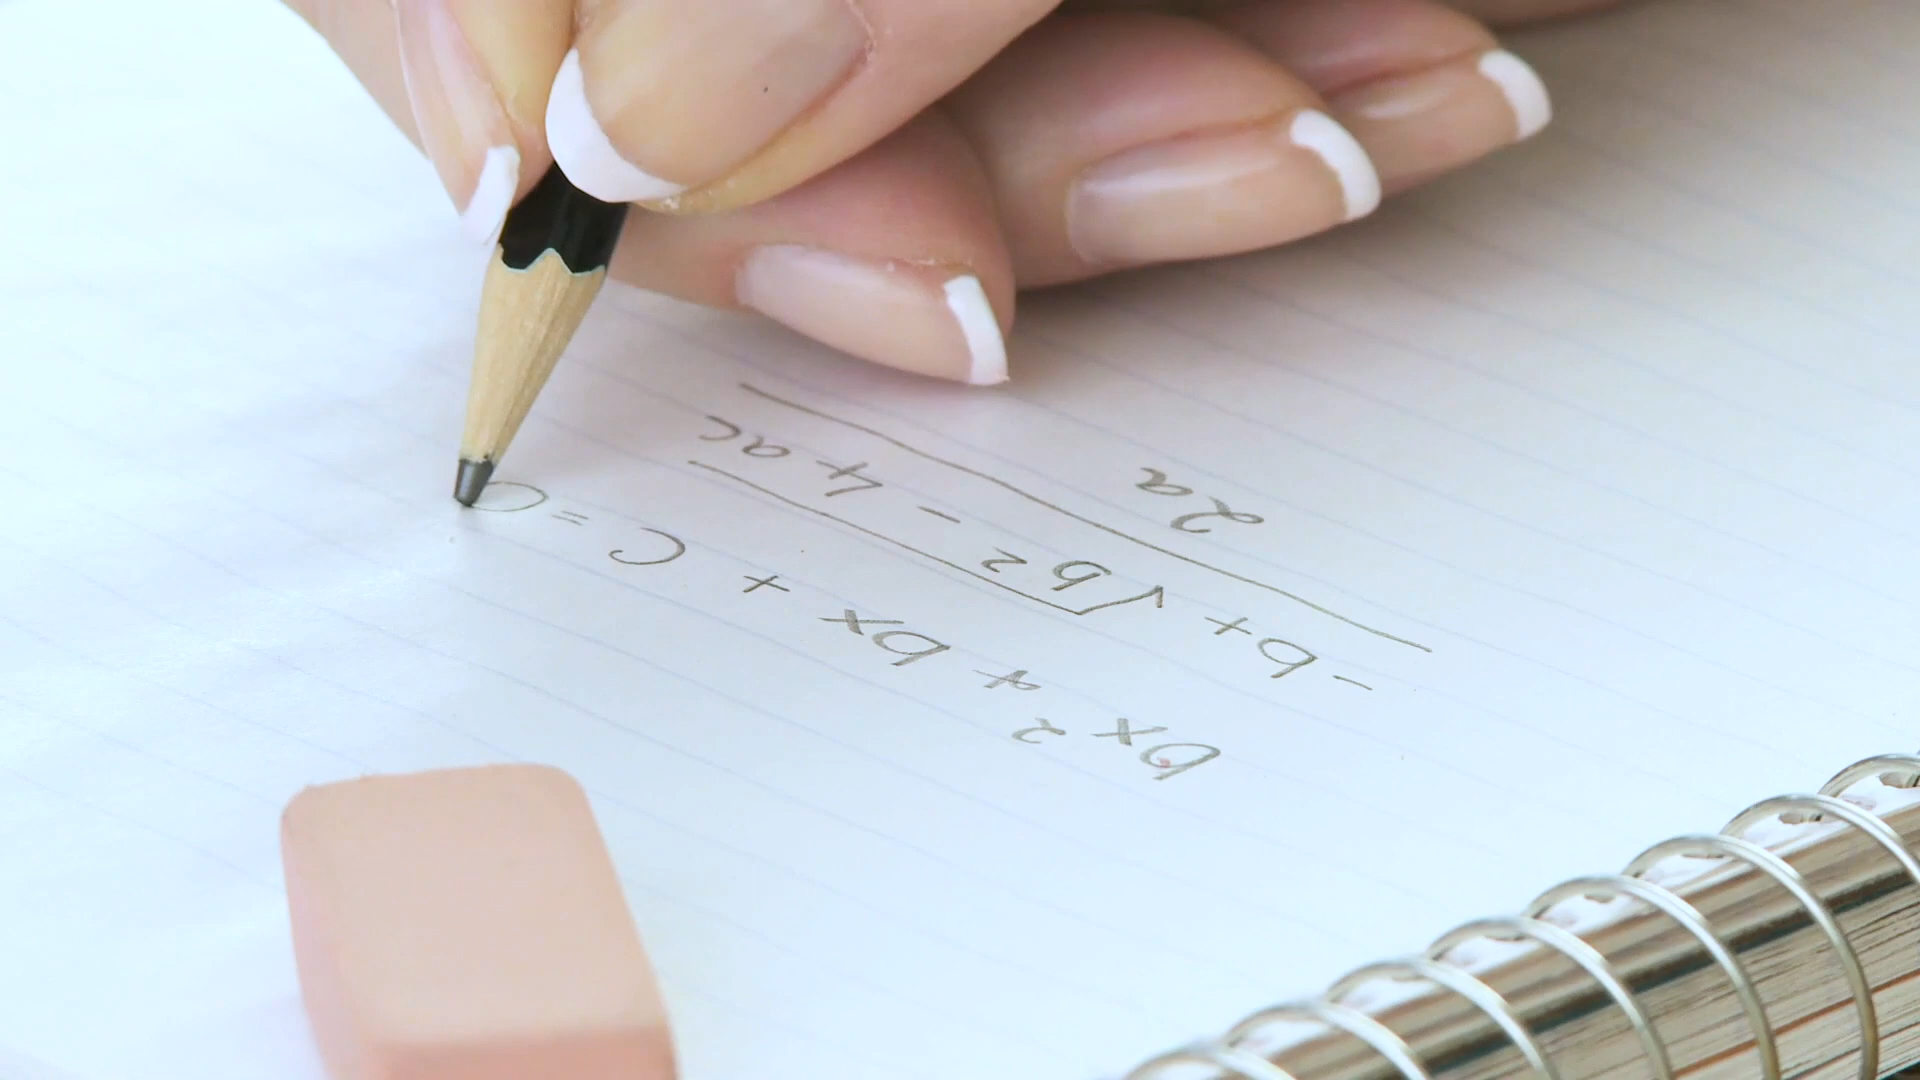 bx² + bx + C = 0
-b + √b² - 4ac
2a